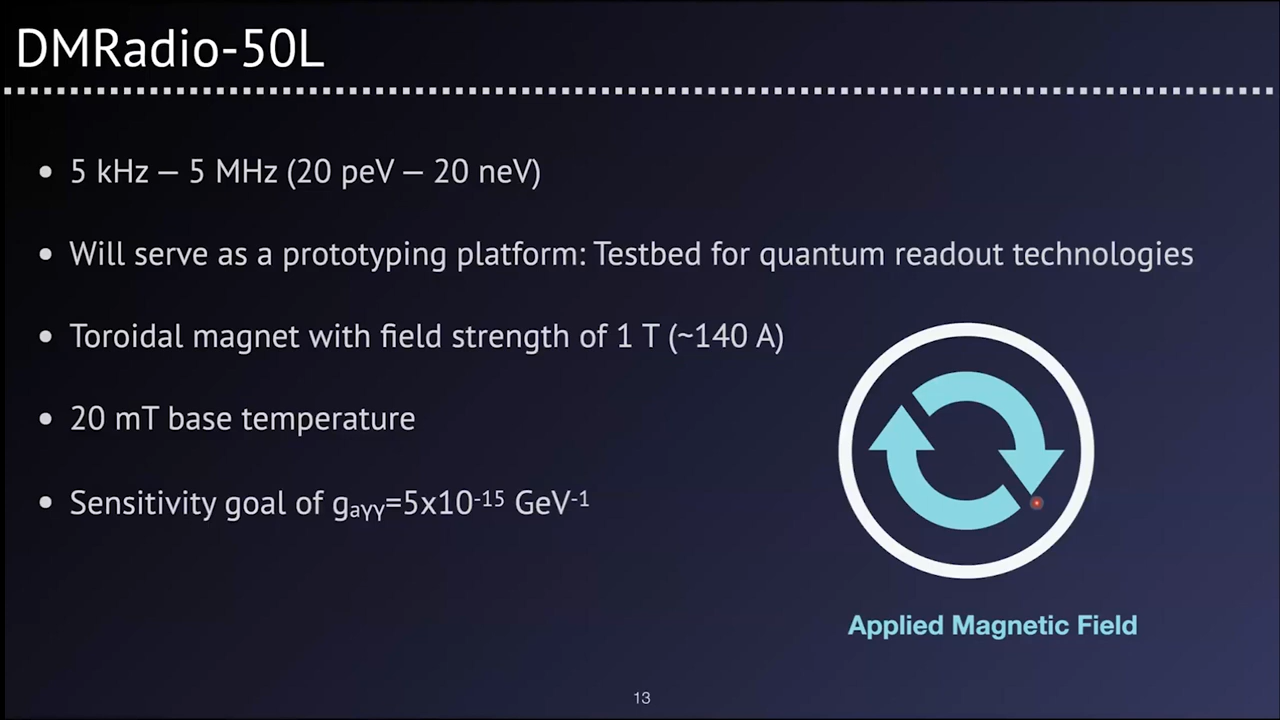 DMRadio-50L
• 5 kHz – 5 MHz (20 peV – 20 neV)
• Will serve as a prototyping platform: Testbed for quantum readout technologies
• Toroidal magnet with field strength of 1 T (~140 A)
• 20 mT base temperature
• Sensitivity goal of gaγγ=5x10⁻¹⁵ GeV⁻¹
Applied Magnetic Field
13